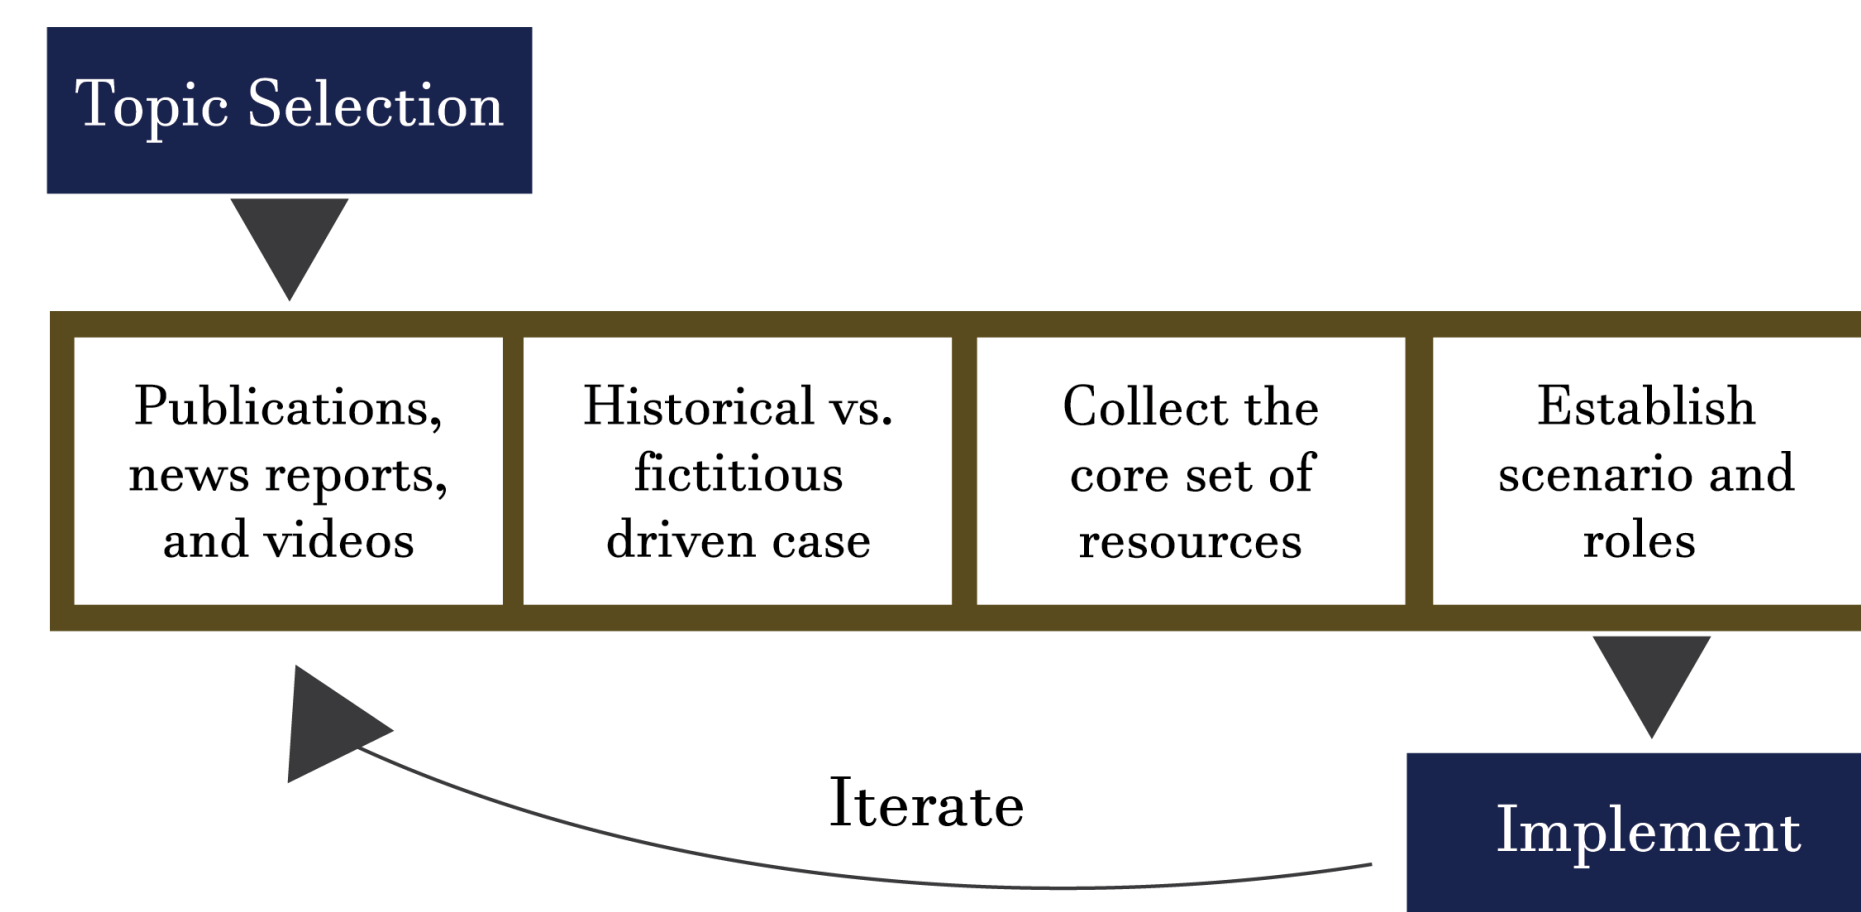 Topic Selection
Publications,
news reports,
and videos
Historical vs.
fictitious
driven case
Collect the
core set of
resources
Establish
scenario and
roles
Iterate
Implement